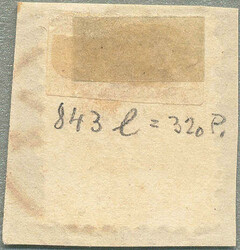 843 l = 320 P.